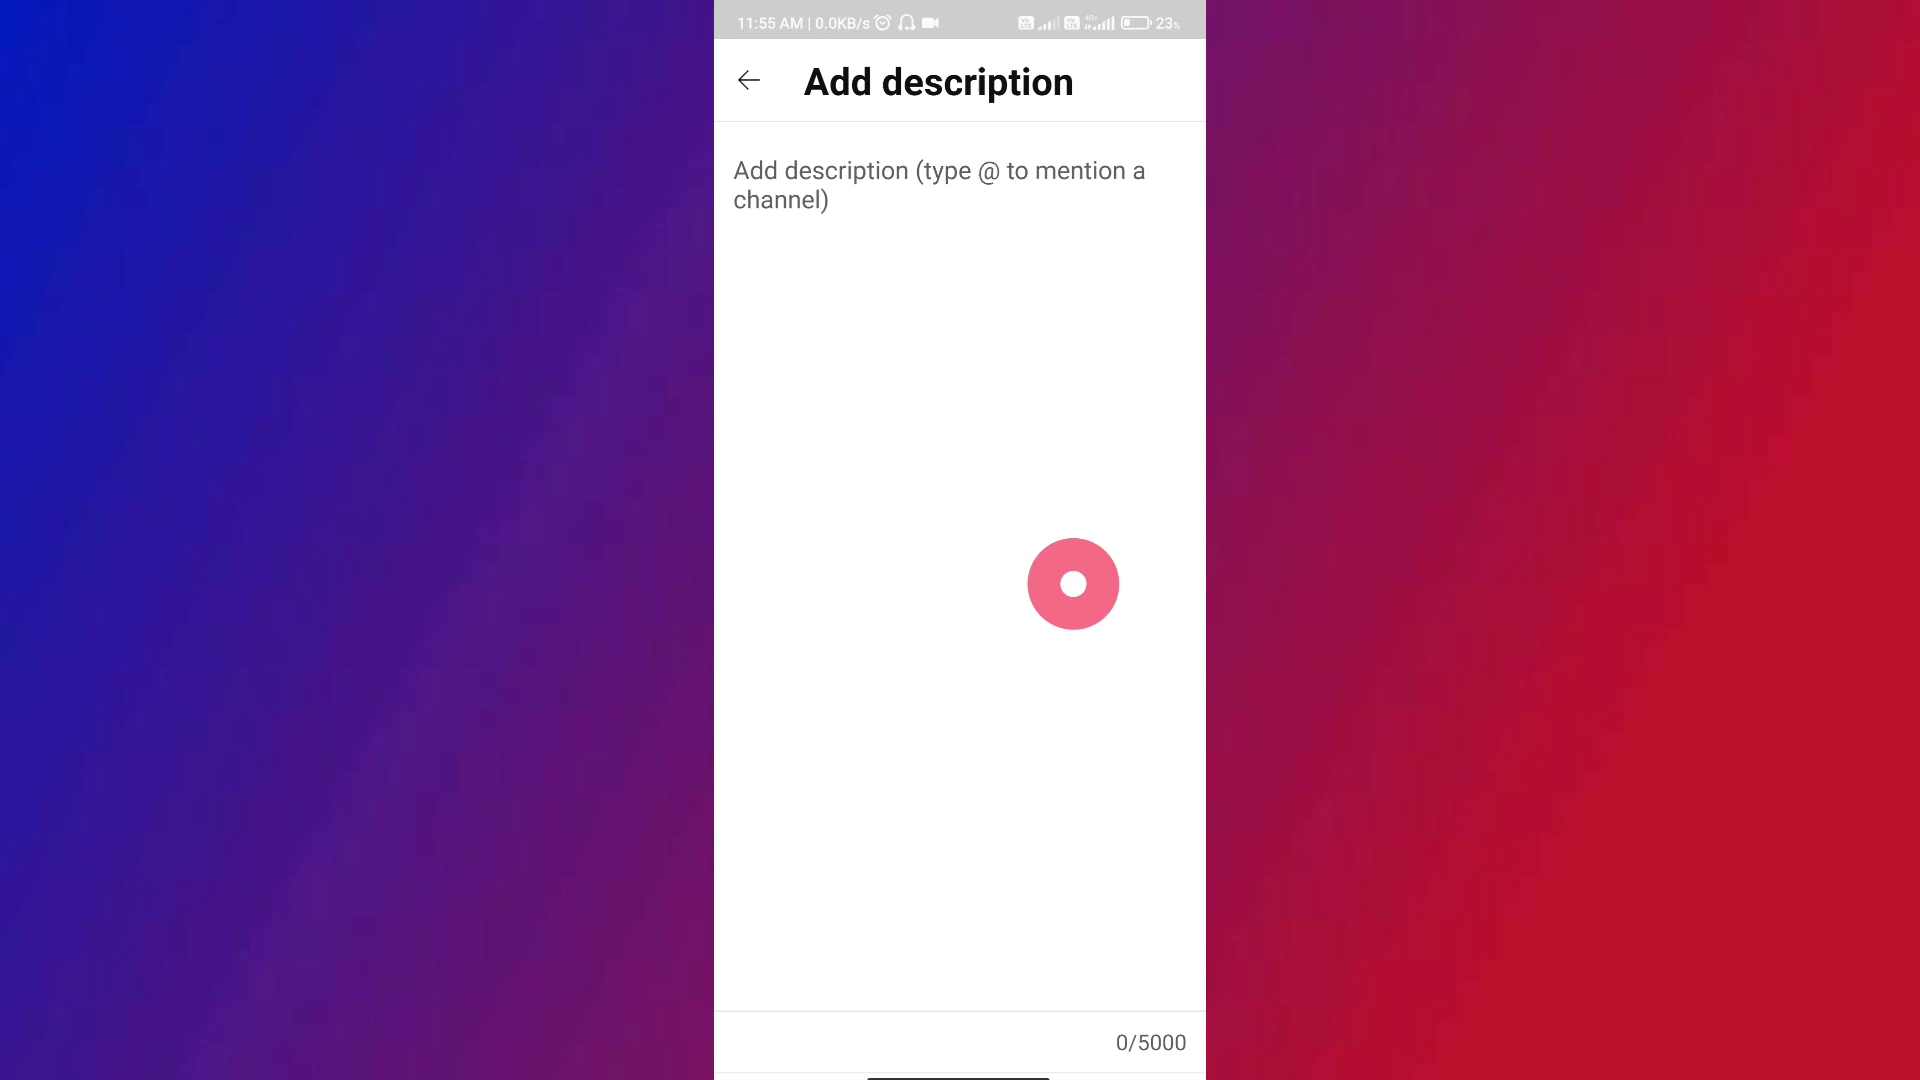 11:55 AM | 0.0KB/s 23%
Add description
Add description (type @ to mention a
channel)
0/5000